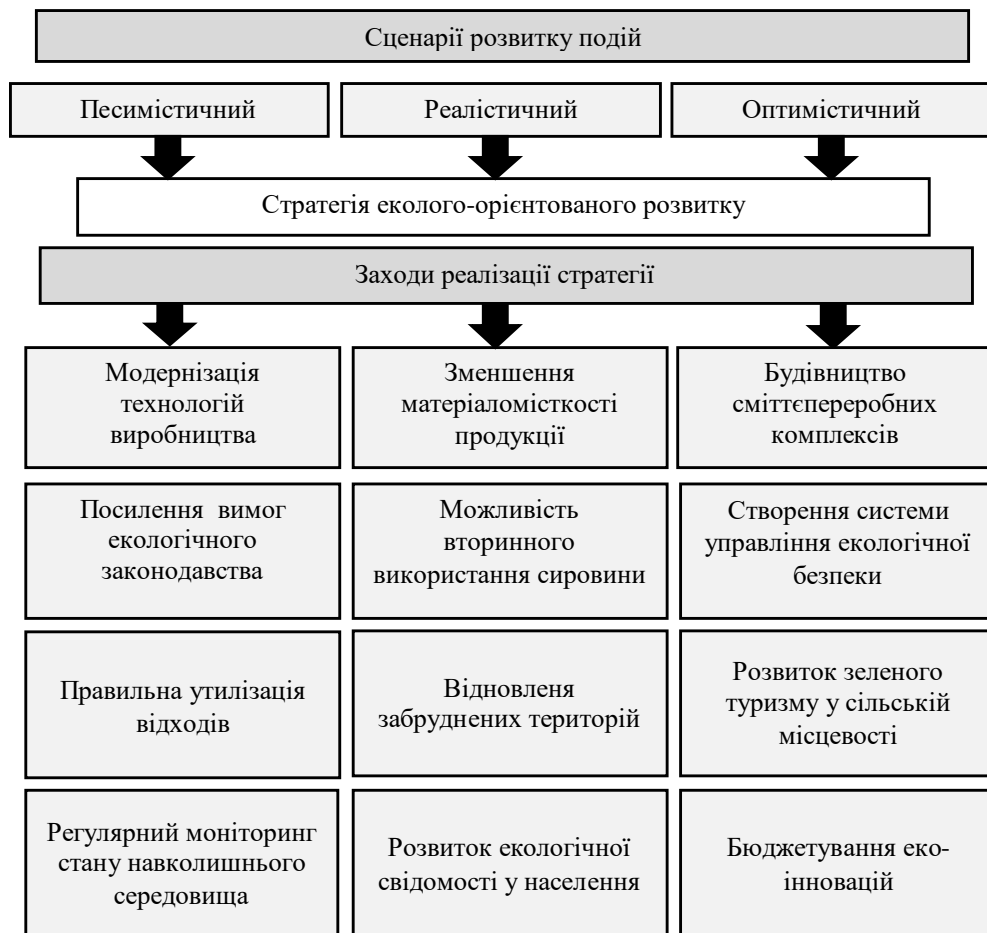 Сценарії розвитку подій
Песимістичний
Реалістичний
Оптимістичний
Стратегія еколого-орієнтованого розвитку
Заходи реалізації стратегії
Модернізація
технологій
виробництва
Зменшення
матеріаломісткості
продукції
Будівництво
сміттєпереробних
комплексів
Посилення  вимог
екологічного
законодавства
Можливість
вторинного
використання сировини
Створення системи
управління екологічної
безпеки
Правильна утилізація
відходів
Відновленя
забруднених територій
Розвиток зеленого
туризму у сільській
місцевості
Регулярний моніторинг
стану навколишнього
середовища
Розвиток екологічної
свідомості у населення
Бюджетування еко-
інновацій